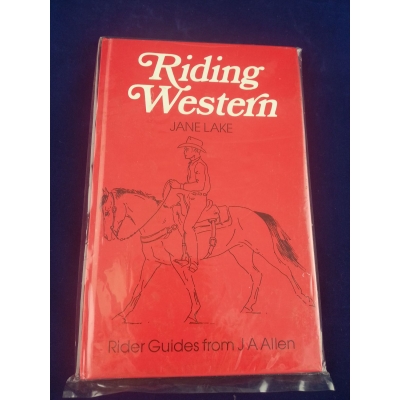 Riding
Western
JANE LAKE
Rider Guides from J.A.Allen